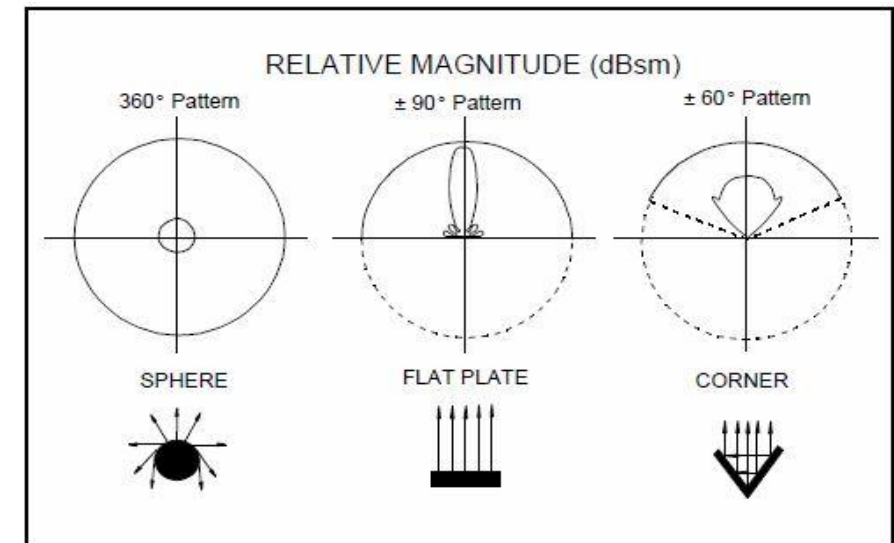 RELATIVE MAGNITUDE (dBsm)
360° Pattern
± 90° Pattern
± 60° Pattern
SPHERE
FLAT PLATE
CORNER